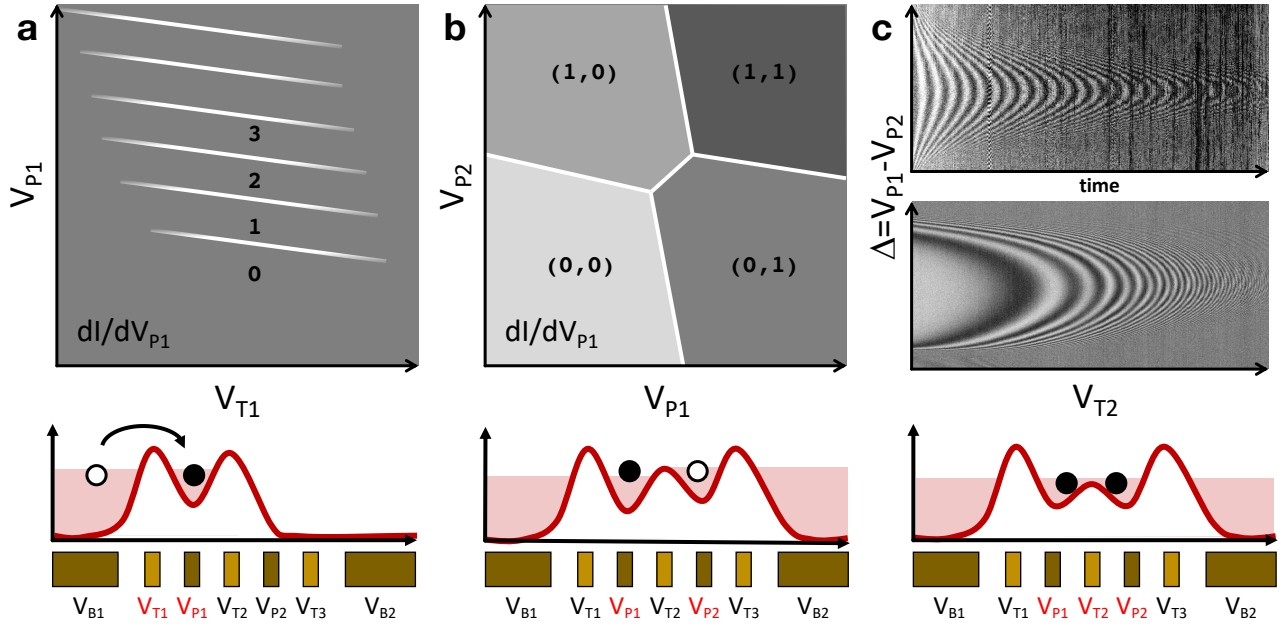 a
V_P1
3
2
1
0
dI/dV_P1
V_T1
V_B1 V_T1 V_P1 V_T2 V_P2 V_T3 V_B2
b
V_P2
(1,0) (1,1)
(0,0) (0,1)
dI/dV_P1
V_P1
V_B1 V_T1 V_P1 V_T2 V_P2 V_T3 V_B2
c
Δ=V_P1-V_P2
time
V_T2
V_B1 V_T1 V_P1 V_T2 V_P2 V_T3 V_B2